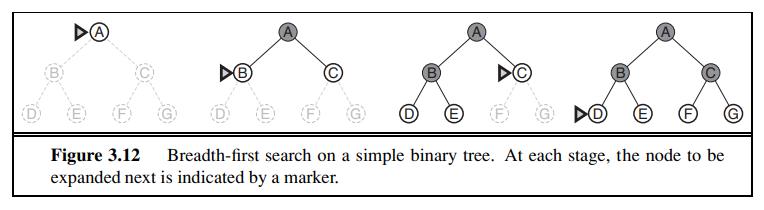 A A A A
B C B C B C B C
D E F G D E F G D E F G D E F G
Figure 3.12 Breadth-first search on a simple binary tree. At each stage, the node to be
expanded next is indicated by a marker.